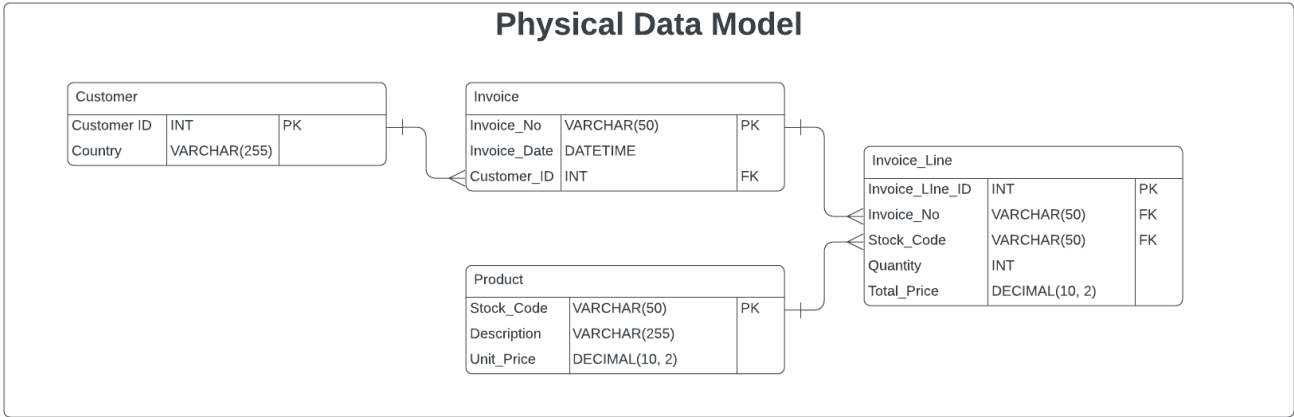 Physical Data Model
Customer
Customer ID INT PK
Country VARCHAR(255)
Invoice
Invoice_No VARCHAR(50) PK
Invoice_Date DATETIME
Customer_ID INT FK
Product
Stock_Code VARCHAR(50) PK
Description VARCHAR(255)
Unit_Price DECIMAL(10, 2)
Invoice_Line
Invoice_LIne_ID INT PK
Invoice_No VARCHAR(50) FK
Stock_Code VARCHAR(50) FK
Quantity INT
Total_Price DECIMAL(10, 2)